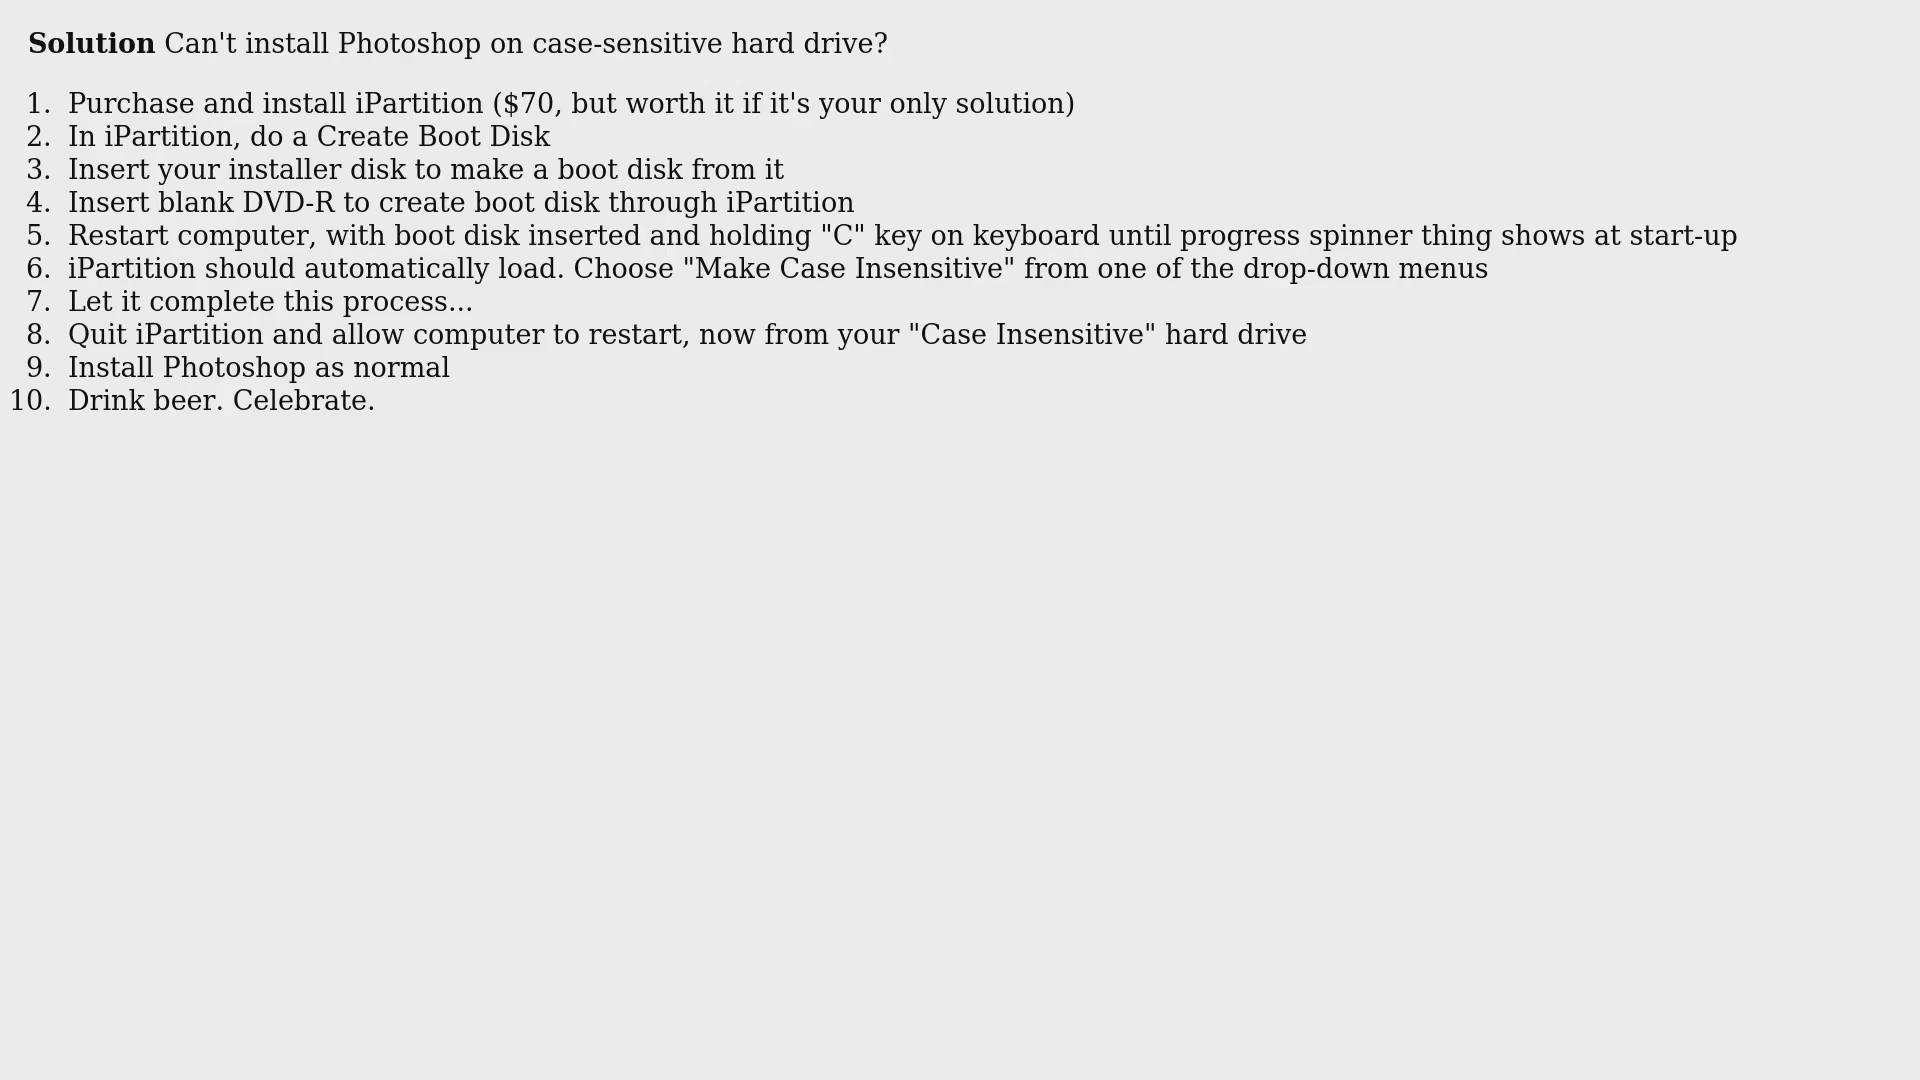 Solution Can't install Photoshop on case-sensitive hard drive?
1. Purchase and install iPartition ($70, but worth it if it's your only solution)
2. In iPartition, do a Create Boot Disk
3. Insert your installer disk to make a boot disk from it
4. Insert blank DVD-R to create boot disk through iPartition
5. Restart computer, with boot disk inserted and holding "C" key on keyboard until progress spinner thing shows at start-up
6. iPartition should automatically load. Choose "Make Case Insensitive" from one of the drop-down menus
7. Let it complete this process...
8. Quit iPartition and allow computer to restart, now from your "Case Insensitive" hard drive
9. Install Photoshop as normal
10. Drink beer. Celebrate.